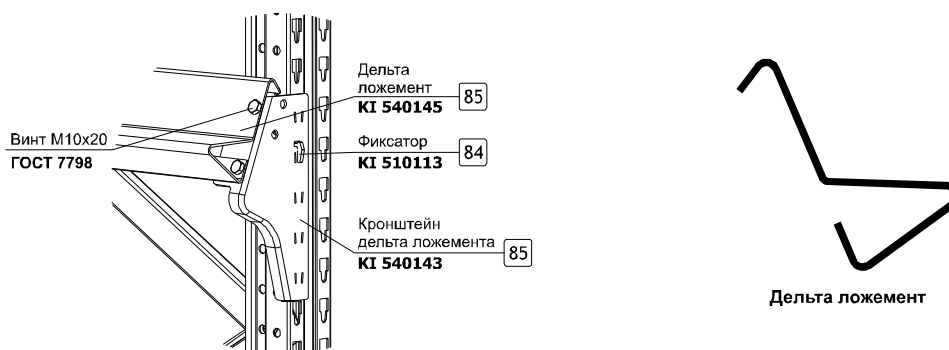 Дельта
ложемент
KI 540145
85
Винт М10х20
ГОСТ 7798
Фиксатор
KI 510113
84
Кронштейн
дельта ложемента
KI 540143
85
Дельта ложемент